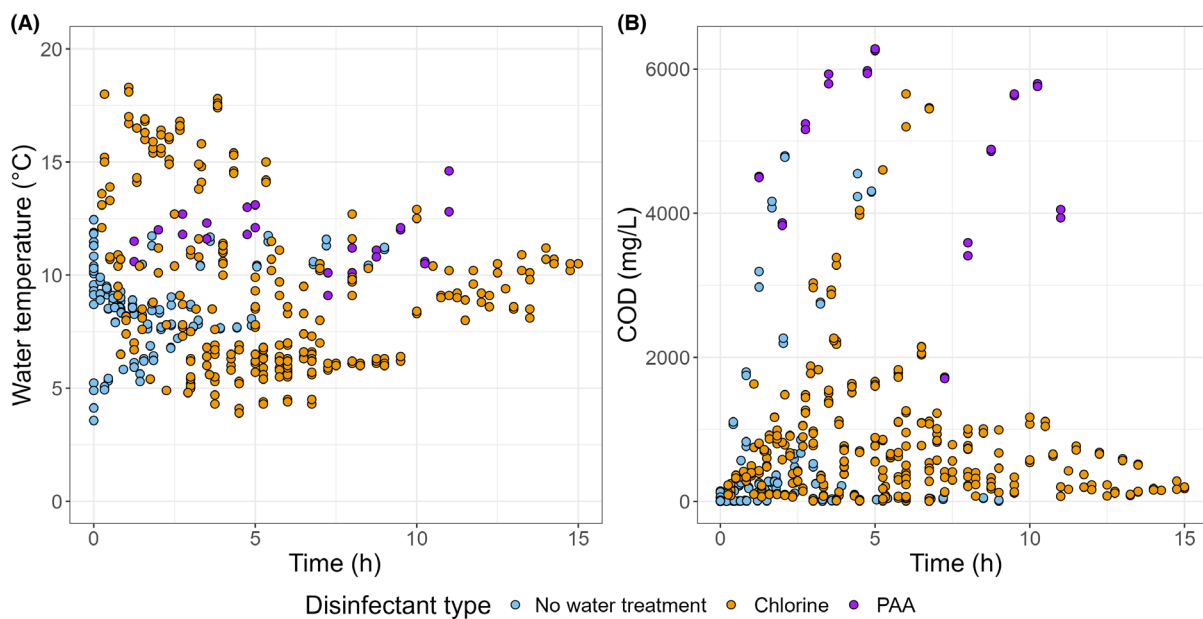 (A)
20
15
10
5
0
Water temperature (°C)
0 5 10 15
Time (h)
(B)
6000
4000
2000
0
COD (mg/L)
0 5 10 15
Time (h)
Disinfectant type No water treatment Chlorine PAA